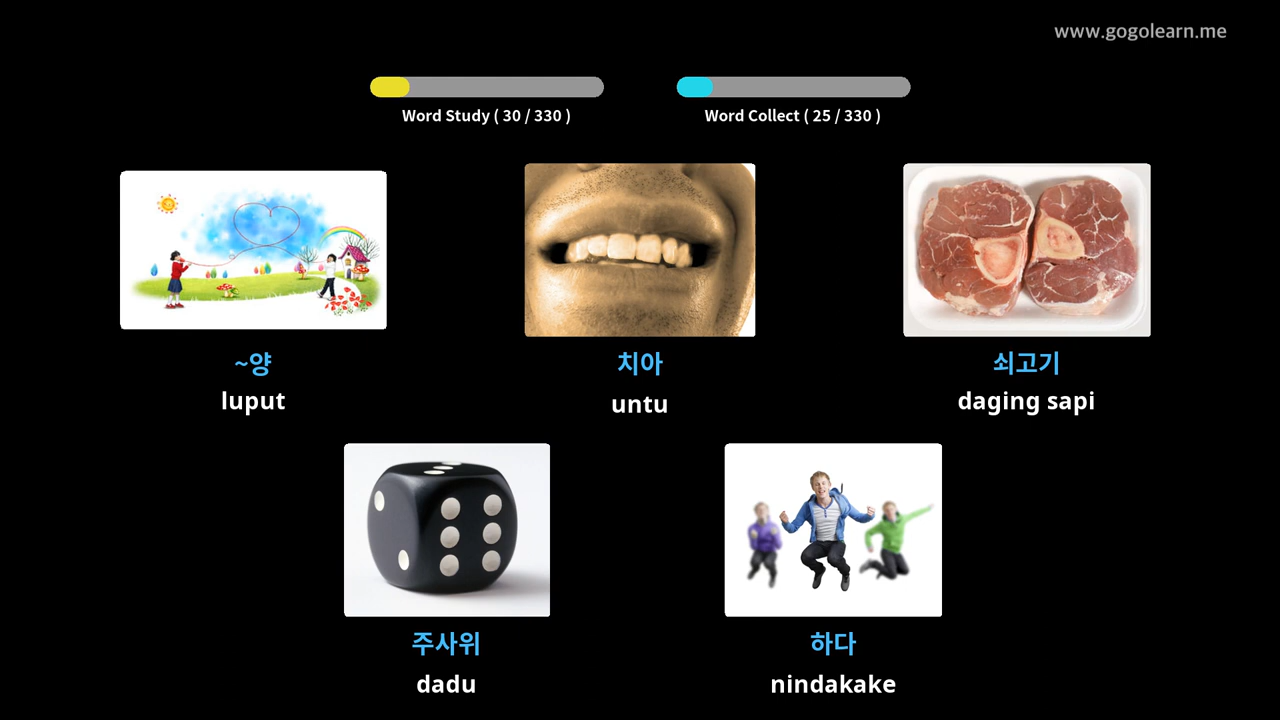 www.gogolearn.me
Word Study ( 30 / 330 )
Word Collect ( 25 / 330 )
~양
luput
치아
untu
쇠고기
daging sapi
주사위
dadu
하다
nindakake